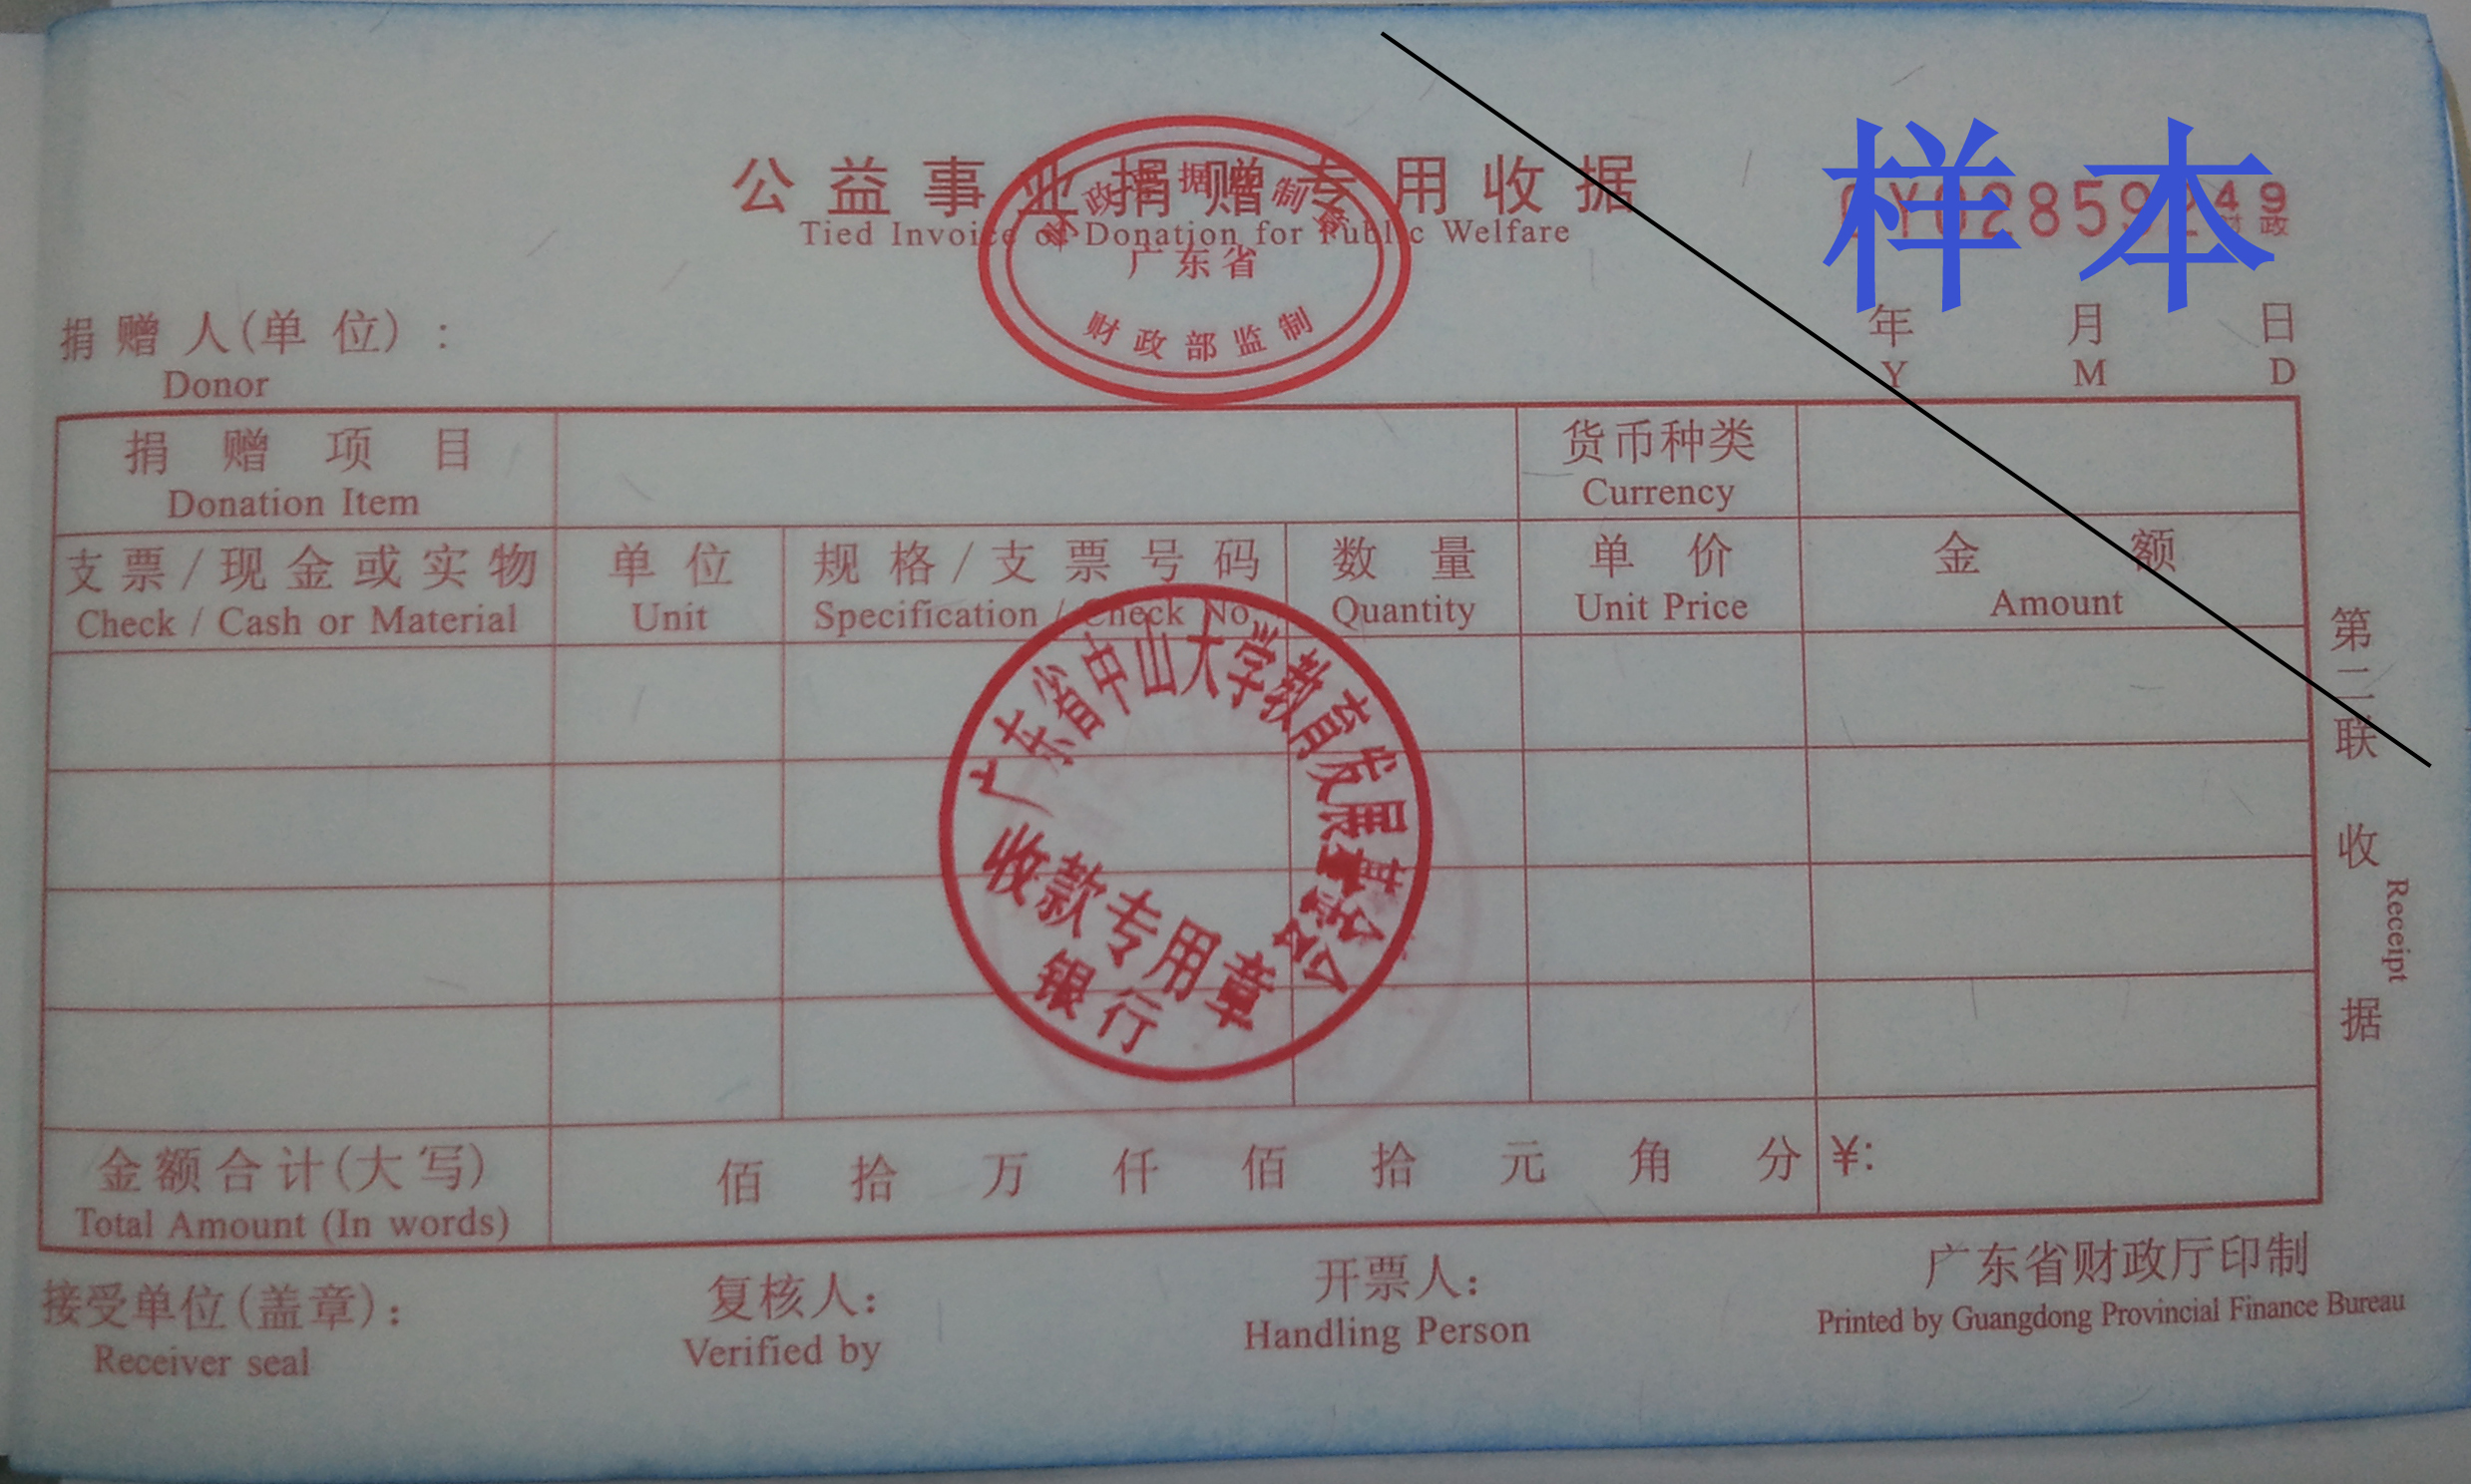 样本
公益事业捐赠专用收据
Tied Invoice of Donation for Public Welfare
广东省
财政部监制
捐赠人(单位)：
Donor
年 月 日
Y M D
捐赠项目
Donation Item
货币种类
Currency
支票/现金或实物
Check / Cash or Material
单位
Unit
规格/支票号码
Specification / Check No.
数量
Quantity
单价
Unit Price
金额
Amount
广东省中山大学教育发展基金会
收款专用章
银行
第二联 收据
Receipt
金额合计(大写)
Total Amount (In words)
佰 拾 万 仟 佰 拾 元 角 分
¥:
接受单位(盖章)：
Receiver seal
复核人：
Verified by
开票人：
Handling Person
广东省财政厅印制
Printed by Guangdong Provincial Finance Bureau